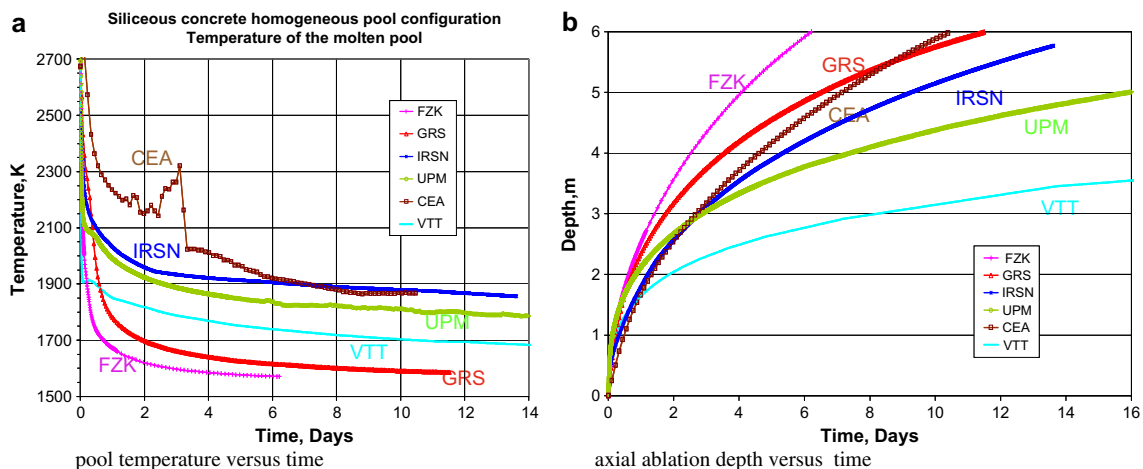 a
Siliceous concrete homogeneous pool configuration
Temperature of the molten pool
2700
2500
2300
2100
1900
1700
1500
Temperature,K
0 2 4 6 8 10 12 14
Time, Days
CEA
IRSN
UPM
VTT
FZK
GRS
FZK
GRS
IRSN
UPM
CEA
VTT
pool temperature versus time
b
6
5
4
3
2
1
0
Depth,m
0 2 4 6 8 10 12 14 16
Time, Days
FZK
GRS
CEA
IRSN
UPM
VTT
FZK
GRS
IRSN
UPM
CEA
VTT
axial ablation depth versus time